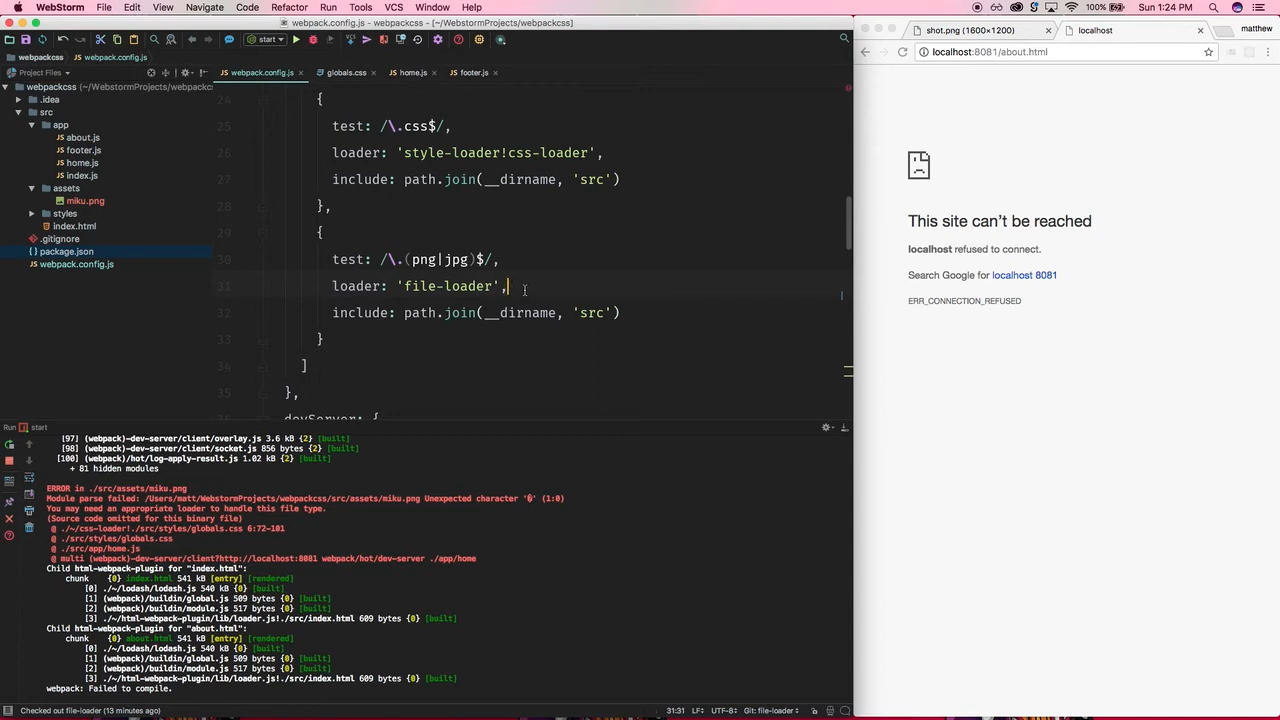 WebStorm File Edit View Navigate Code Refactor Run Tools VCS Window Help 100% Sun 1:24 PM
webpack.config.js - webpackcss - [~/WebstormProjects/webpackcss]
start
webpackcss webpack.config.js
Project Files
webpackcss (~/WebstormProjects/webpackcss
.idea
src
app
about.js
footer.js
home.js
index.js
assets
miku.png
styles
index.html
.gitignore
package.json
webpack.config.js
webpack.config.js globals.css home.js footer.js
24 {
25 test: /\.css$/,
26 loader: 'style-loader!css-loader',
27 include: path.join(__dirname, 'src')
28 },
29 {
30 test: /\.(png|jpg)$/,
31 loader: 'file-loader',
32 include: path.join(__dirname, 'src')
33 }
34 ]
35 },
36 devServer: {
Run start
[97] (webpack)-dev-server/client/overlay.js 3.6 kB {2} [built]
[98] (webpack)-dev-server/client/socket.js 856 bytes {2} [built]
[100] (webpack)/hot/log-apply-result.js 1.02 kB {2} [built]
+ 81 hidden modules
ERROR in ./src/assets/miku.png
Module parse failed: /Users/matt/WebstormProjects/webpackcss/src/assets/miku.png Unexpected character '�' (1:0)
You may need an appropriate loader to handle this file type.
(Source code omitted for this binary file)
@ ./~/css-loader!./src/styles/globals.css 6:72-101
@ ./src/styles/globals.css
@ ./src/app/home.js
@ multi (webpack)-dev-server/client?http://localhost:8081 webpack/hot/dev-server ./app/home
Child html-webpack-plugin for "index.html":
chunk {0} index.html 541 kB [entry] [rendered]
[0] ./~/lodash/lodash.js 540 kB {0} [built]
[1] (webpack)/buildin/global.js 509 bytes {0} [built]
[2] (webpack)/buildin/module.js 517 bytes {0} [built]
[3] ./~/html-webpack-plugin/lib/loader.js!./src/index.html 609 bytes {0} [built]
Child html-webpack-plugin for "about.html":
chunk {0} about.html 541 kB [entry] [rendered]
[0] ./~/lodash/lodash.js 540 kB {0} [built]
[1] (webpack)/buildin/global.js 509 bytes {0} [built]
[2] (webpack)/buildin/module.js 517 bytes {0} [built]
[3] ./~/html-webpack-plugin/lib/loader.js!./src/index.html 609 bytes {0} [built]
webpack: Failed to compile.
Checked out file-loader (13 minutes ago) 31:31 LF UTF-8 Git: file-loader
shot.png (1600×1200) localhost matthew
localhost:8081/about.html
This site can't be reached
localhost refused to connect.
Search Google for localhost 8081
ERR_CONNECTION_REFUSED